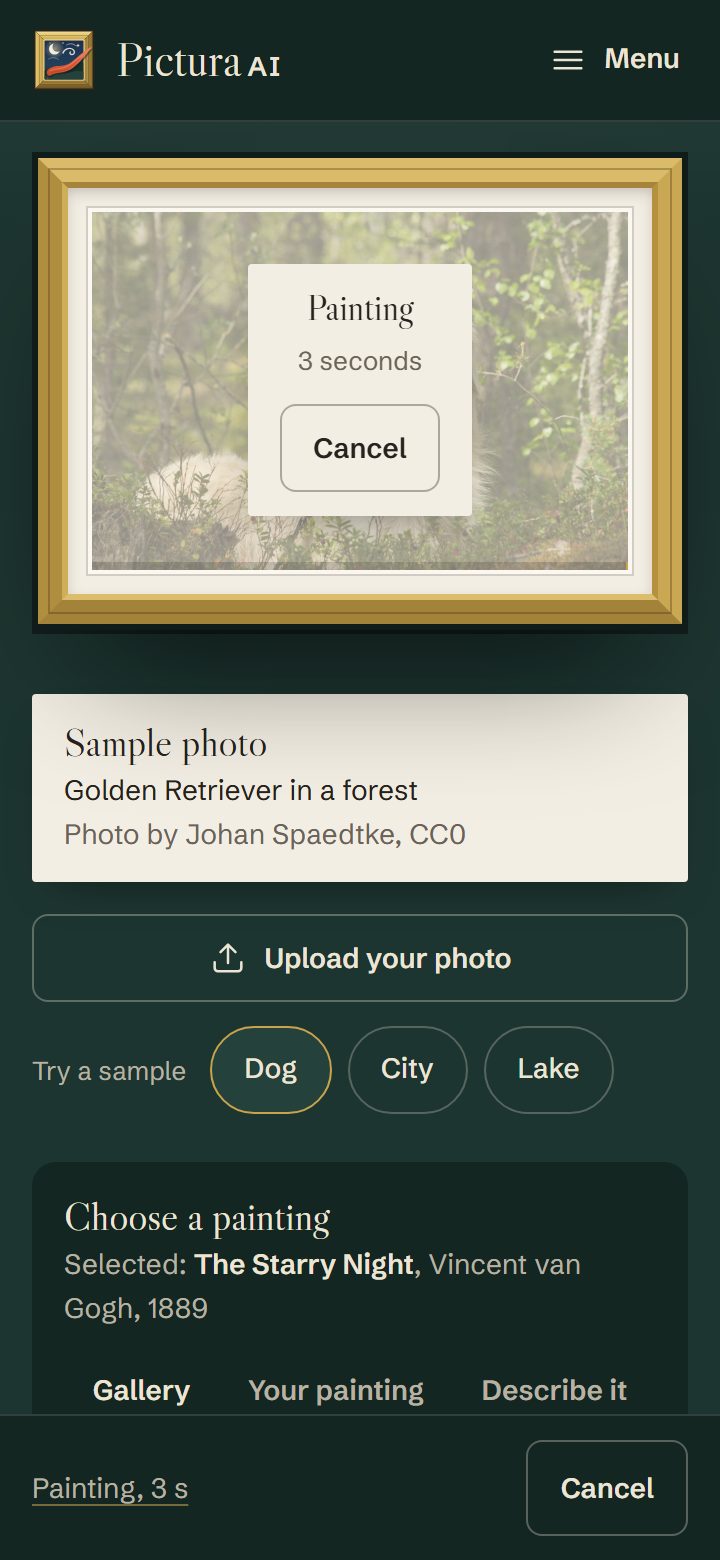 Pictura AI
Menu
Painting
3 seconds
Cancel
Sample photo
Golden Retriever in a forest
Photo by Johan Spaedtke, CC0
Upload your photo
Try a sample
Dog
City
Lake
Choose a painting
Selected: The Starry Night, Vincent van
Gogh, 1889
Gallery
Your painting
Describe it
Painting, 3 s
Cancel